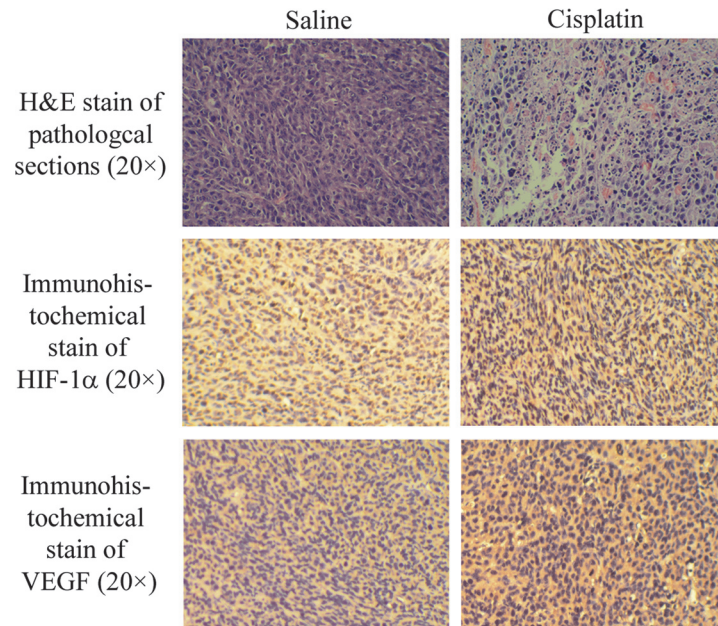 Saline
Cisplatin
H&E stain of
pathologcal
sections (20×)
Immunohis-
tochemical
stain of
HIF-1α (20×)
Immunohis-
tochemical
stain of
VEGF (20×)